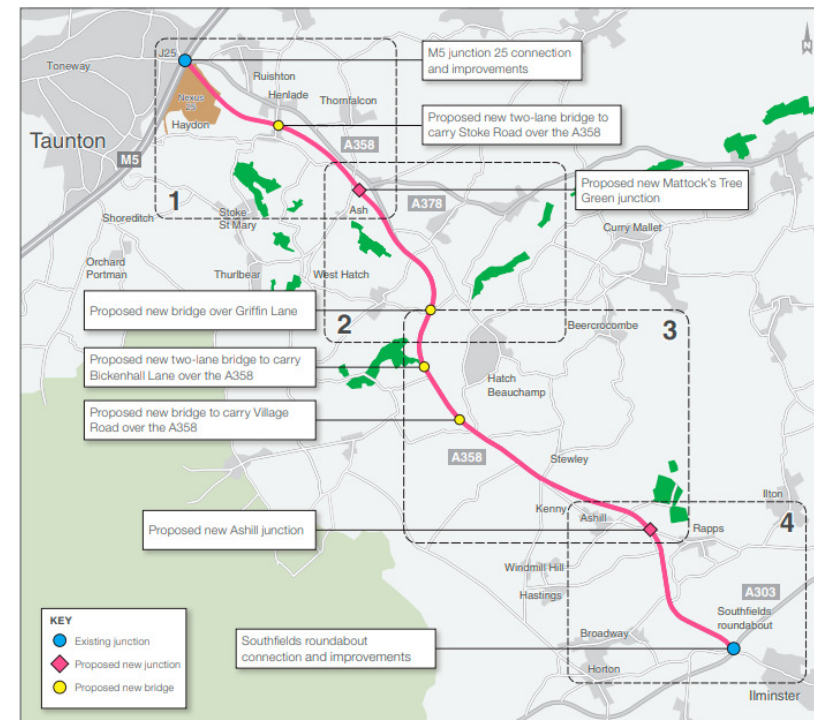 J25
M5 junction 25 connection
and improvements
Toneway
Ruishton
Nexus
25
Henlade
Thornfalcon
Proposed new two-lane bridge to
carry Stoke Road over the A358
Haydon
Taunton
A358
M5
Proposed new Mattock's Tree
Green junction
1
Ash
A378
Shoreditch
Stoke
St Mary
Curry Mallet
Orchard
Portman
Thurlbear
West Hatch
Proposed new bridge over Griffin Lane
2
Beercrocombe
3
Proposed new two-lane bridge to carry
Bickenhall Lane over the A358
Hatch
Beauchamp
Proposed new bridge to carry Village
Road over the A358
A358
Stewley
Ilton
Kenny
Ashill
4
Proposed new Ashill junction
Rapps
Windmill Hill
Hastings
A303
Southfields
roundabout
KEY
Existing junction
Proposed new junction
Proposed new bridge
Southfields roundabout
connection and improvements
Broadway
Horton
Ilminster